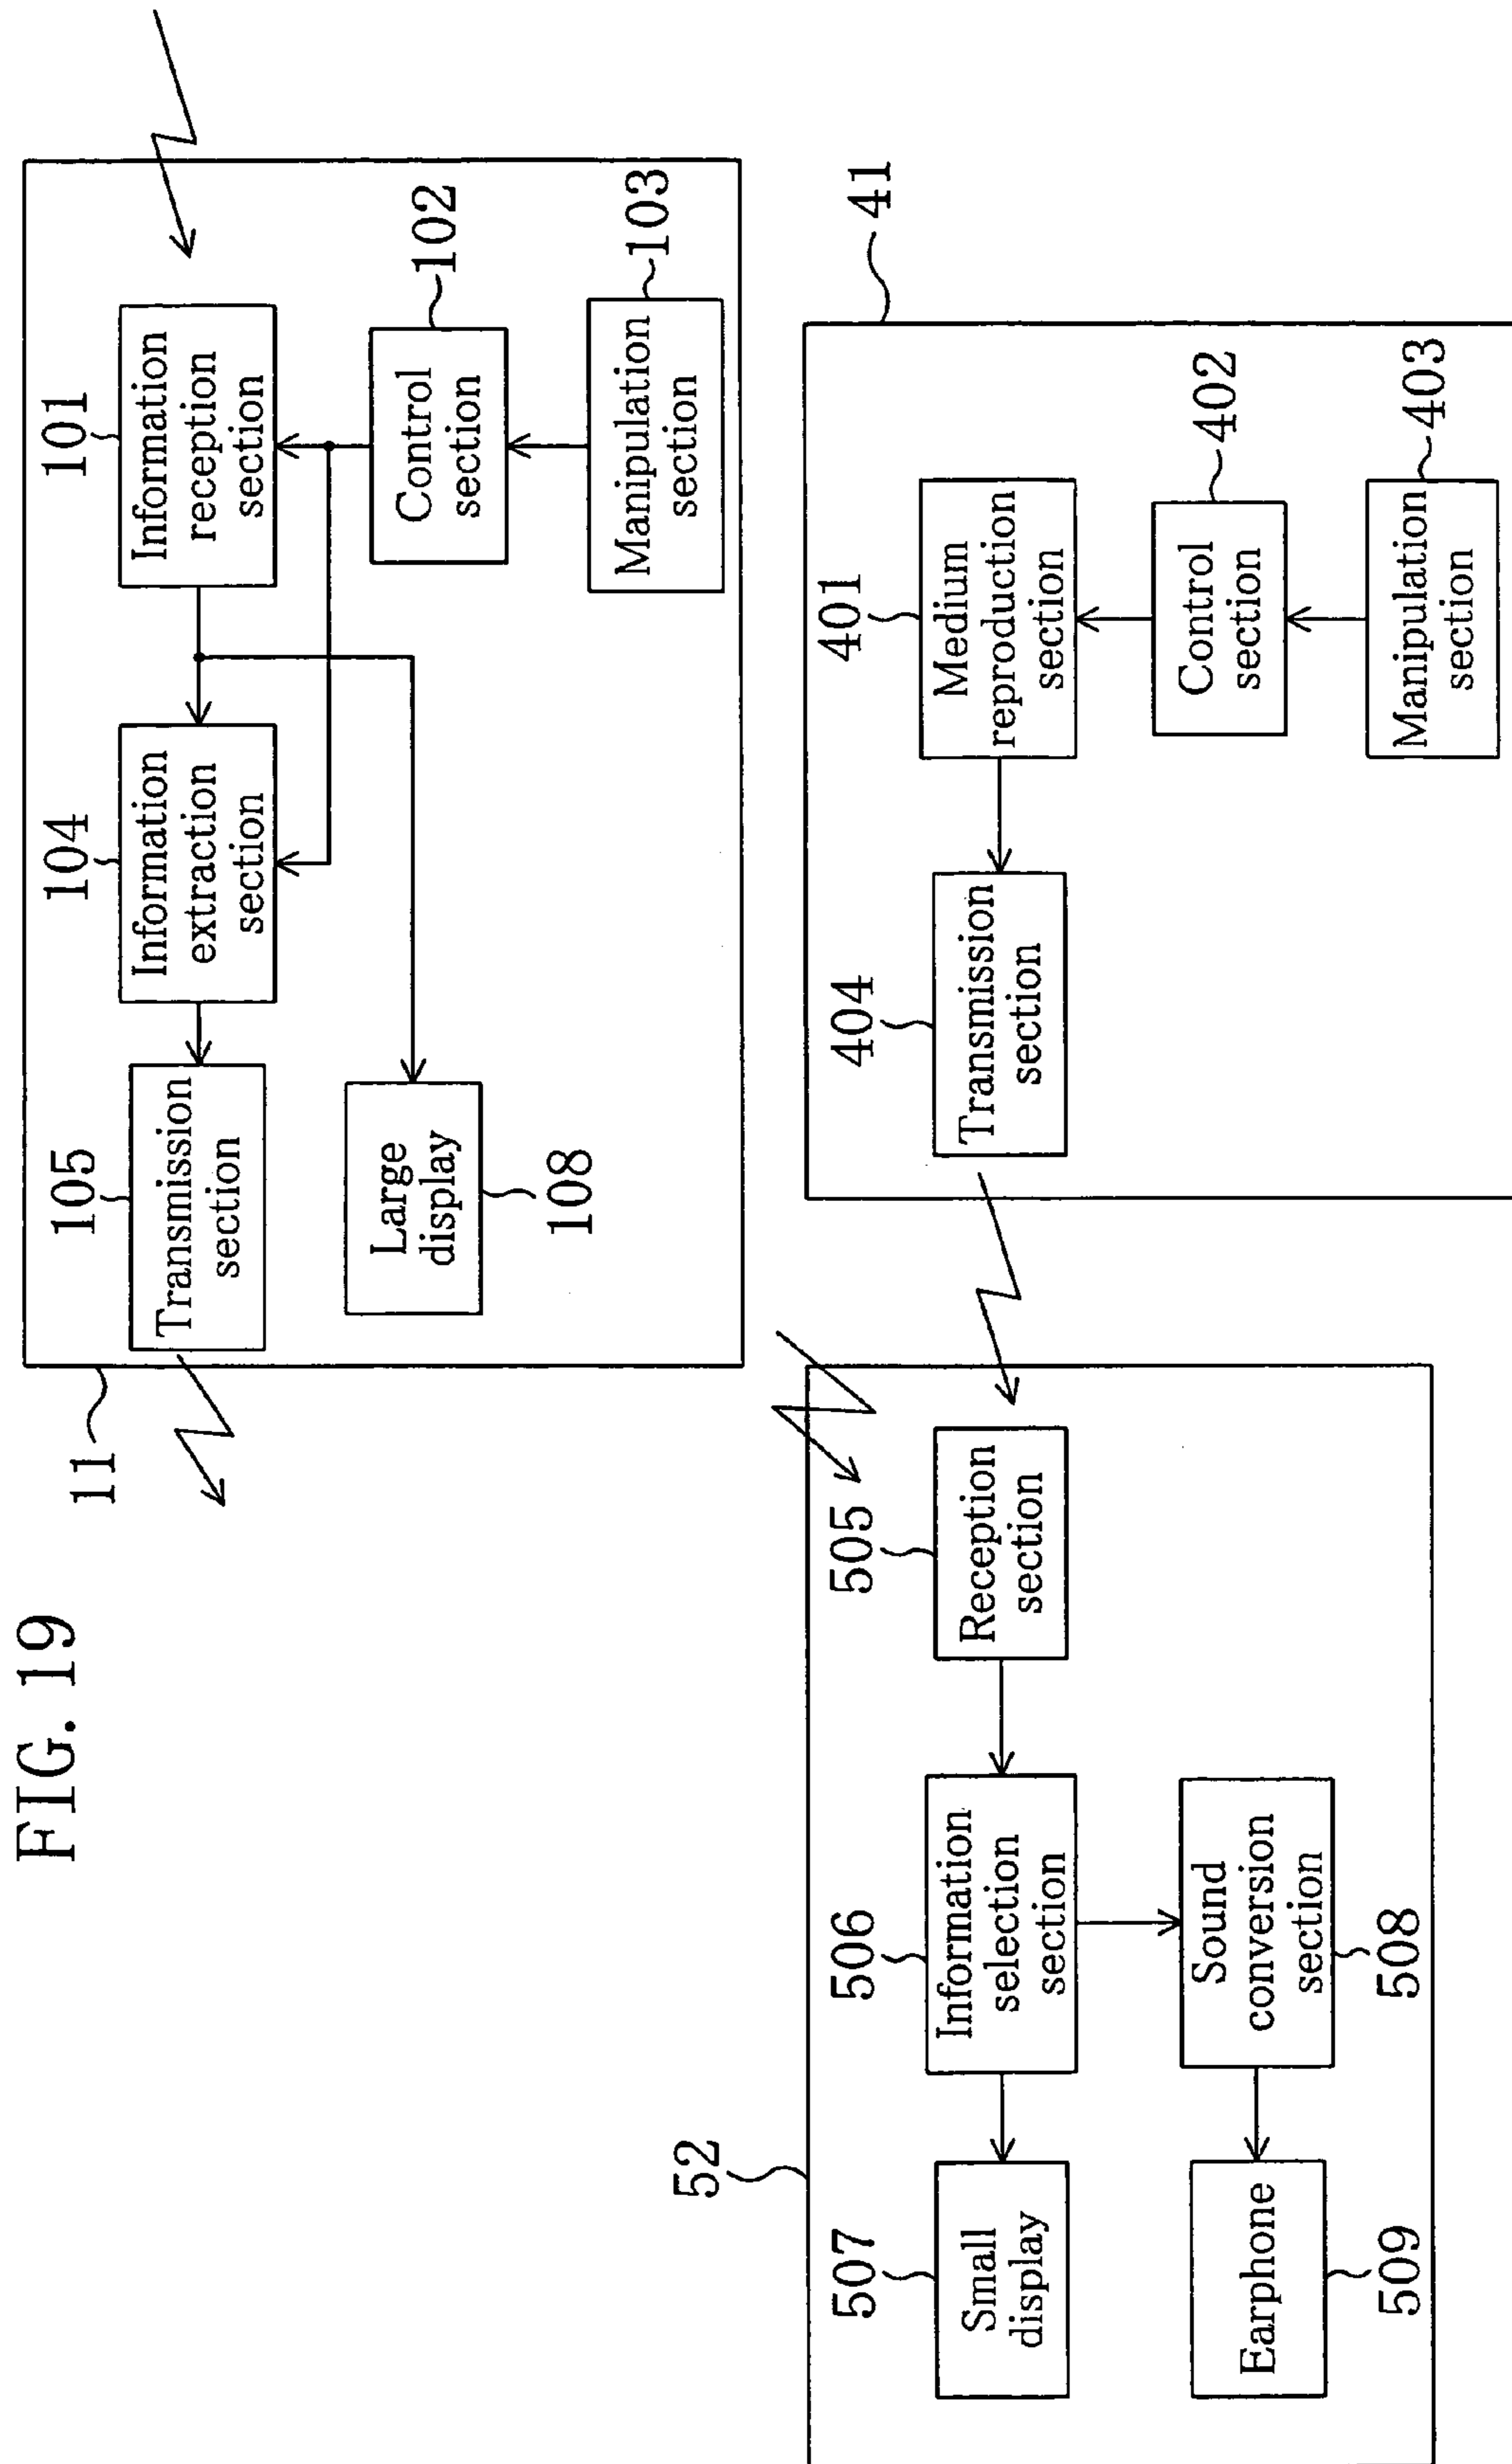 FIG. 19
11
101
Information
reception
section
102
Control
section
103
Manipulation
section
104
Information
extraction
section
105
Transmission
section
Large
display
108
41
401
Medium
reproduction
section
402
Control
section
403
Manipulation
section
404
Transmission
section
52
505
Reception
section
506
Information
selection
section
507
Small
display
Sound
conversion
section
508
Earphone
509